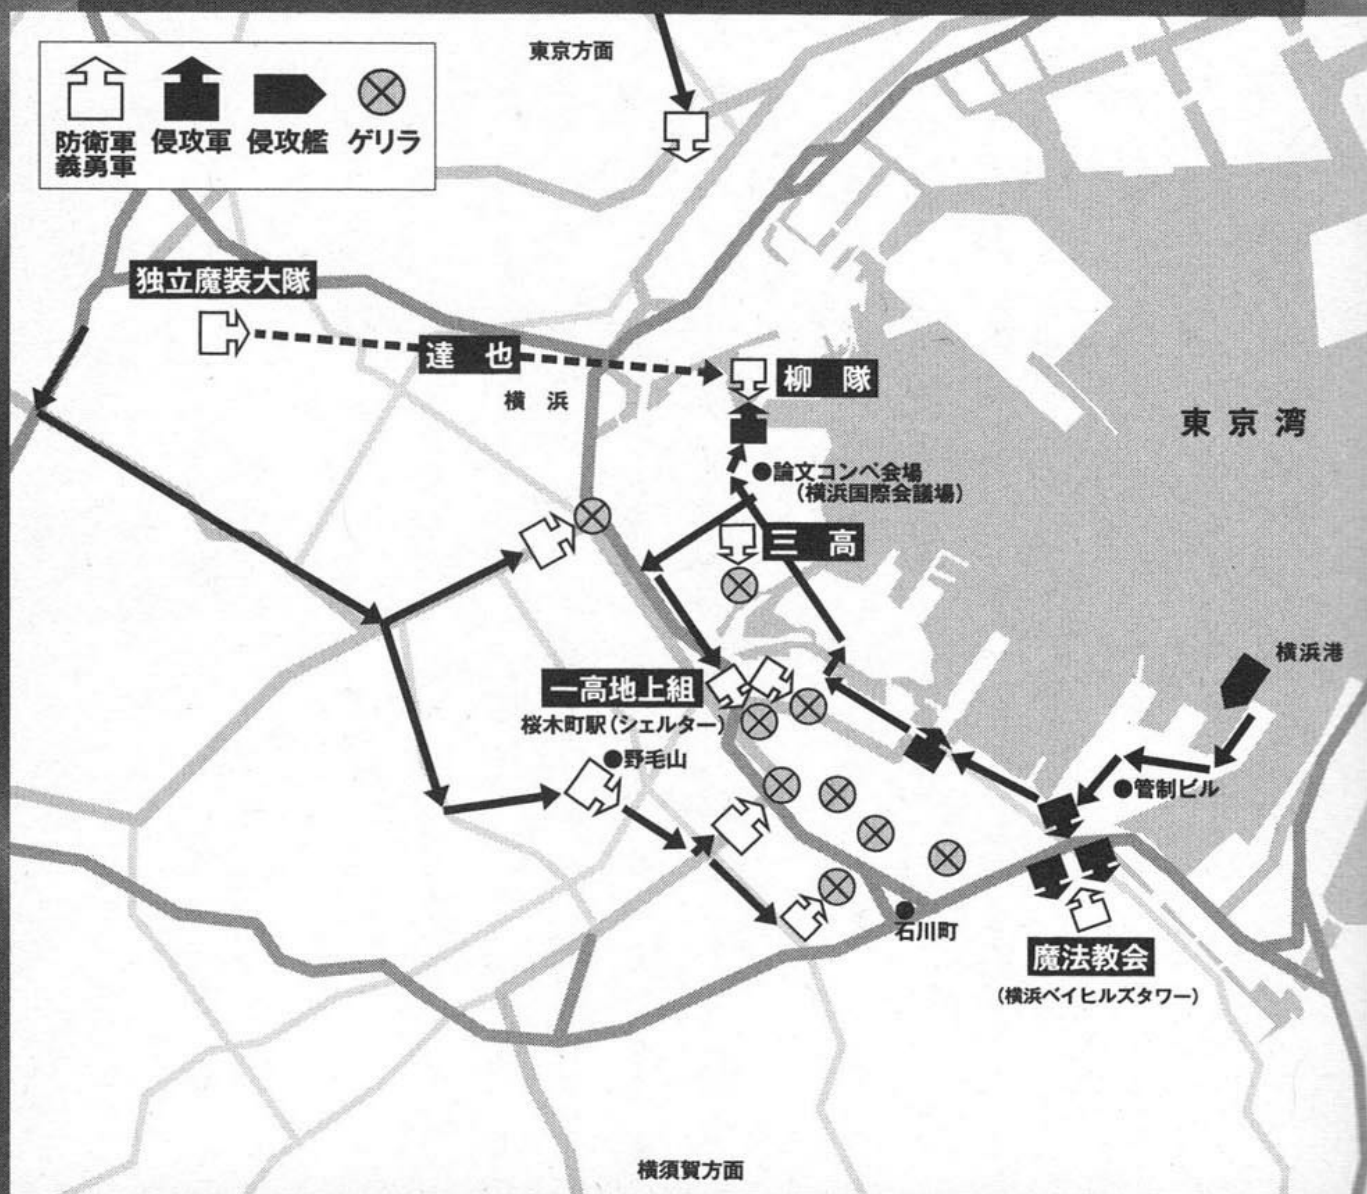 東京方面
防衛軍
義勇軍
侵攻軍
侵攻艦
ゲリラ
独立魔装大隊
達 也
横 浜
柳 隊
東京湾
●論文コンペ会場
(横浜国際会議場)
三 高
横浜港
一高地上組
桜木町駅(シェルター)
●野毛山
●管制ビル
石川町
魔法教会
(横浜ベイヒルズタワー)
横須賀方面